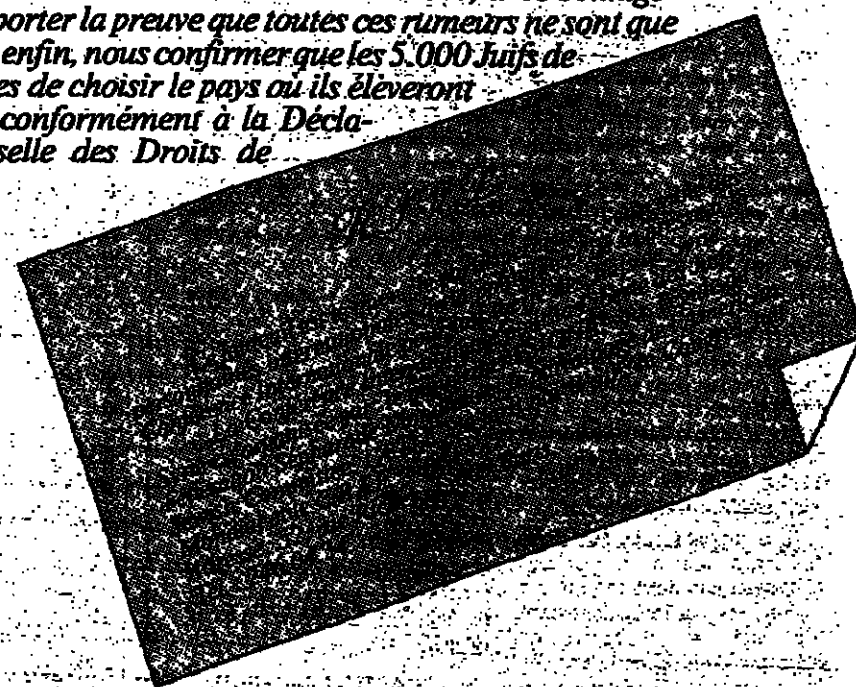 porter la preuve que toutes ces rumeurs ne sont que
enfin, nous confirmer que les 5.000 Juifs de
es de choisir le pays où ils élèveront
conformément à la Décla-
selle des Droits de